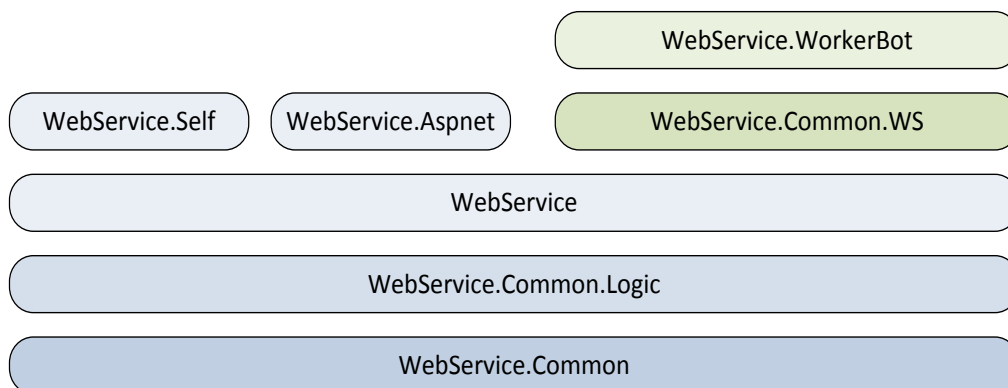 WebService.WorkerBot
WebService.Self
WebService.Aspnet
WebService.Common.WS
WebService
WebService.Common.Logic
WebService.Common